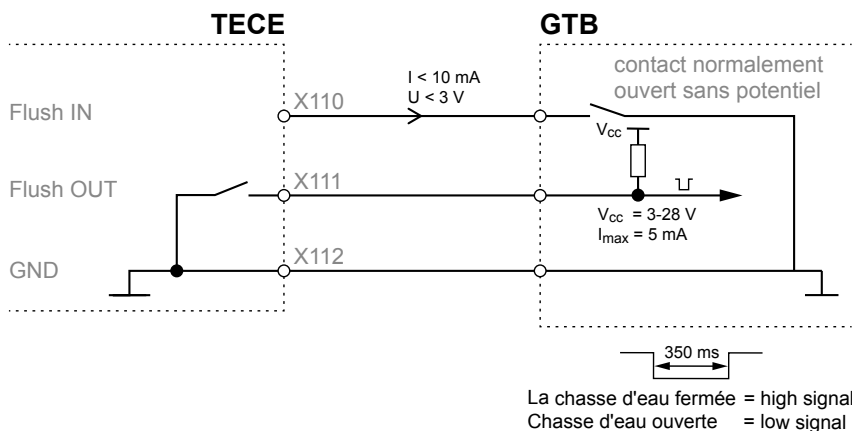 TECE
GTB
I < 10 mA
U < 3 V
contact normalement
ouvert sans potentiel
Flush IN
X110
Vcc
Flush OUT
X111
Vcc = 3-28 V
Imax = 5 mA
GND
X112
350 ms
La chasse d'eau fermée = high signal
Chasse d'eau ouverte = low signal